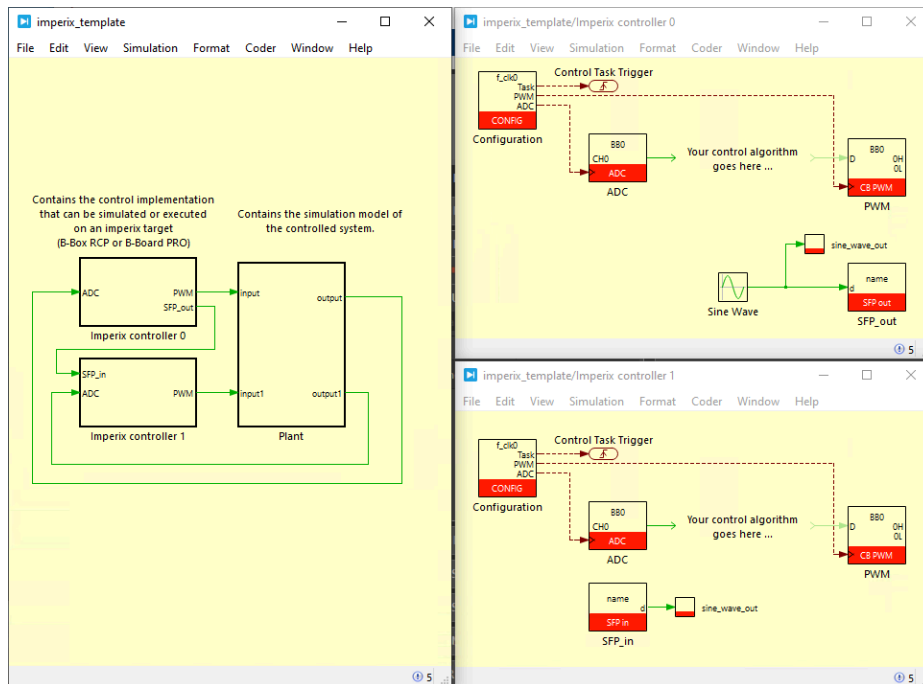 imperix_template
File Edit View Simulation Format Coder Window Help
Contains the control implementation
that can be simulated or executed
on an imperix target
(B-Box RCP or B-Board PRO)
Contains the simulation model of
the controlled system.
ADC
PWM
SFP_out
Imperix controller 0
SFP_in
ADC
PWM
Imperix controller 1
input
output
input1
output1
Plant
5
imperix_template/Imperix controller 0
File Edit View Simulation Format Coder Window Help
f_clk0
Task
PWM
ADC
CONFIG
Configuration
Control Task Trigger
BB0
CH0
ADC
ADC
Your control algorithm
goes here ...
BB0
D 0H
0L
CB PWM
PWM
sine_wave_out
Sine Wave
name
d
SFP out
SFP_out
5
imperix_template/Imperix controller 1
File Edit View Simulation Format Coder Window Help
f_clk0
Task
PWM
ADC
CONFIG
Configuration
Control Task Trigger
BB0
CH0
ADC
ADC
Your control algorithm
goes here ...
BB0
D 0H
0L
CB PWM
PWM
name
d
SFP in
SFP_in
sine_wave_out
5